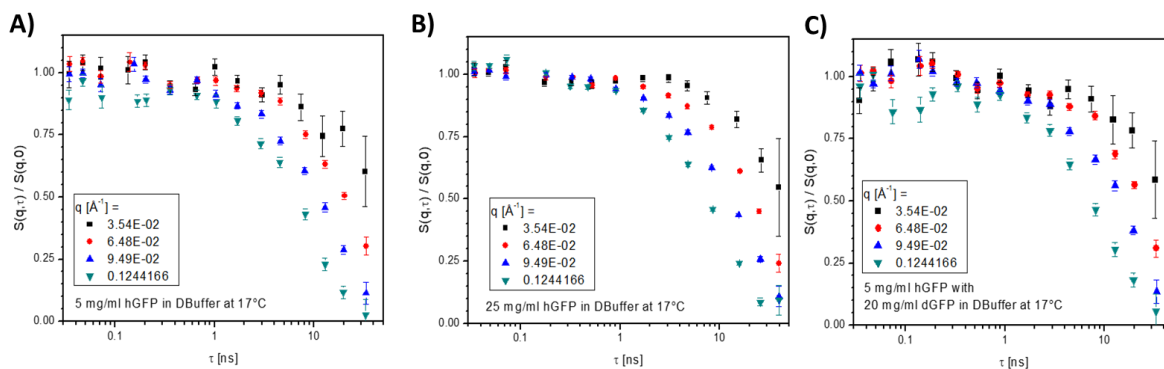 A)
1.00
0.75
0.50
0.25
0.00
S(q,τ) / S(q,0)
q [Å⁻¹] =
3.54E-02
6.48E-02
9.49E-02
0.1244166
5 mg/ml hGFP in DBuffer at 17°C
0.1
1
10
τ [ns]
B)
1.00
0.75
0.50
0.25
0.00
S(q,τ) / S(q,0)
q [Å⁻¹] =
3.54E-02
6.48E-02
9.49E-02
0.1244166
25 mg/ml hGFP in DBuffer at 17°C
0.1
1
10
τ [ns]
C)
1.00
0.75
0.50
0.25
0.00
S(q,τ) / S(q,0)
q [Å⁻¹] =
3.54E-02
6.48E-02
9.49E-02
0.1244166
5 mg/ml hGFP with
20 mg/ml dGFP in DBuffer at 17°C
0.1
1
10
τ [ns]